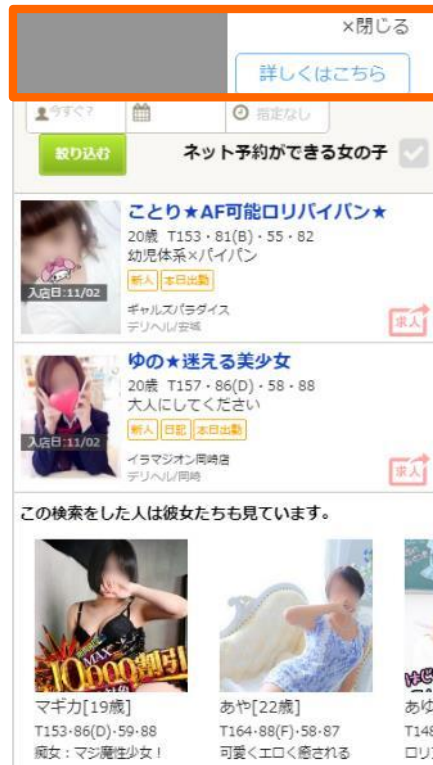 ×閉じる
詳しくはこちら
今すぐ?
指定なし
絞り込む
ネット予約ができる女の子
ことり★AF可能ロリパイパン★
20歳 T153・81(B)・55・82
幼児体系×パイパン
新人 本日出勤
入店日:11/02
ギャルズパラダイス
デリヘル/安城
求人
ゆの★迷える美少女
20歳 T157・86(D)・58・88
大人にしてください
新人 日記 本日出勤
入店日:11/02
イラマジオン岡崎店
デリヘル/岡崎
求人
この検索をした人は彼女たちも見ています。
MAX
10,000円割引
マギカ[19歳]
T153・86(D)・59・88
痴女：マジ魔性少女！
あや[22歳]
T164・88(F)・58・87
可愛くエロく癒される
はじ
あゆ
T148
ロリ